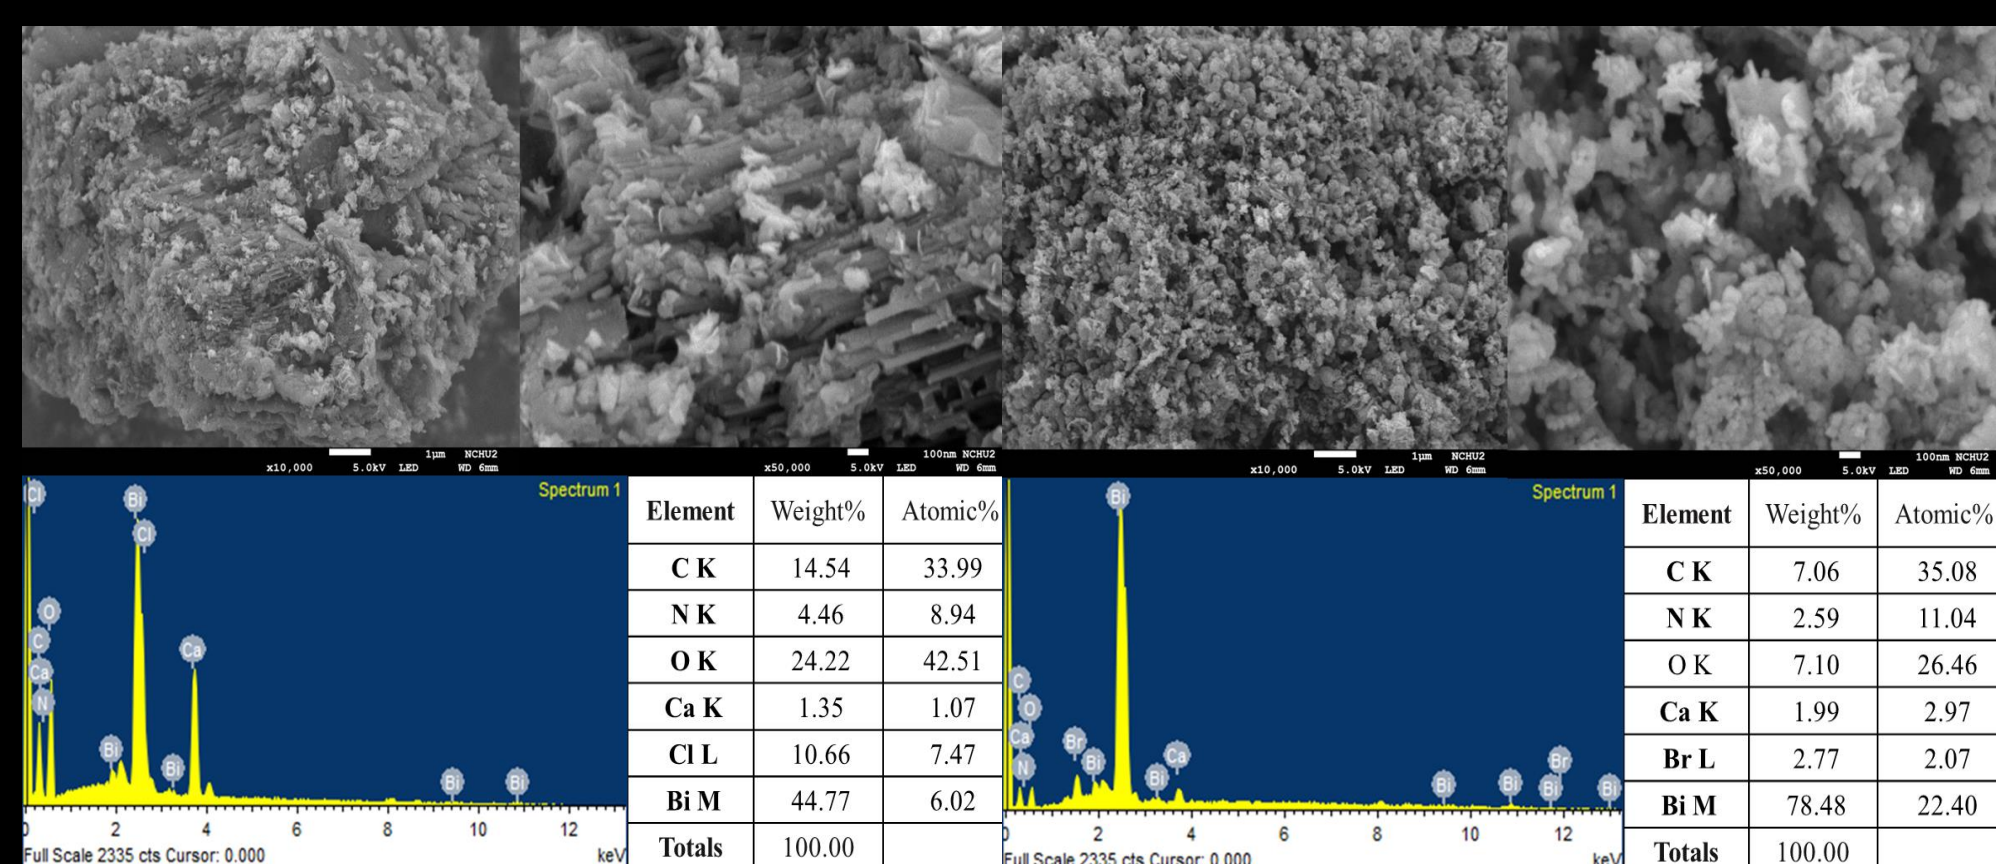 1μm NCHU2
x10,000 5.0kV LED WD 6mm
100nm NCHU2
x50,000 5.0kV LED WD 6mm
1μm NCHU2
x10,000 5.0kV LED WD 6mm
100nm NCHU2
x50,000 5.0kV LED WD 6mm
Spectrum 1
Cl
Bi
Cl
O
C
Ca
Ca
N
Bi
Bi
Bi
Bi
0 2 4 6 8 10 12
Full Scale 2335 cts Cursor: 0.000 keV
Element Weight% Atomic%
C K 14.54 33.99
N K 4.46 8.94
O K 24.22 42.51
Ca K 1.35 1.07
Cl L 10.66 7.47
Bi M 44.77 6.02
Totals 100.00
Spectrum 1
Bi
C
O
Ca
N
Br
Bi
Bi
Ca
Bi
Bi
Br
Bi
Bi
0 2 4 6 8 10 12
Full Scale 2335 cts Cursor: 0.000 keV
Element Weight% Atomic%
C K 7.06 35.08
N K 2.59 11.04
O K 7.10 26.46
Ca K 1.99 2.97
Br L 2.77 2.07
Bi M 78.48 22.40
Totals 100.00